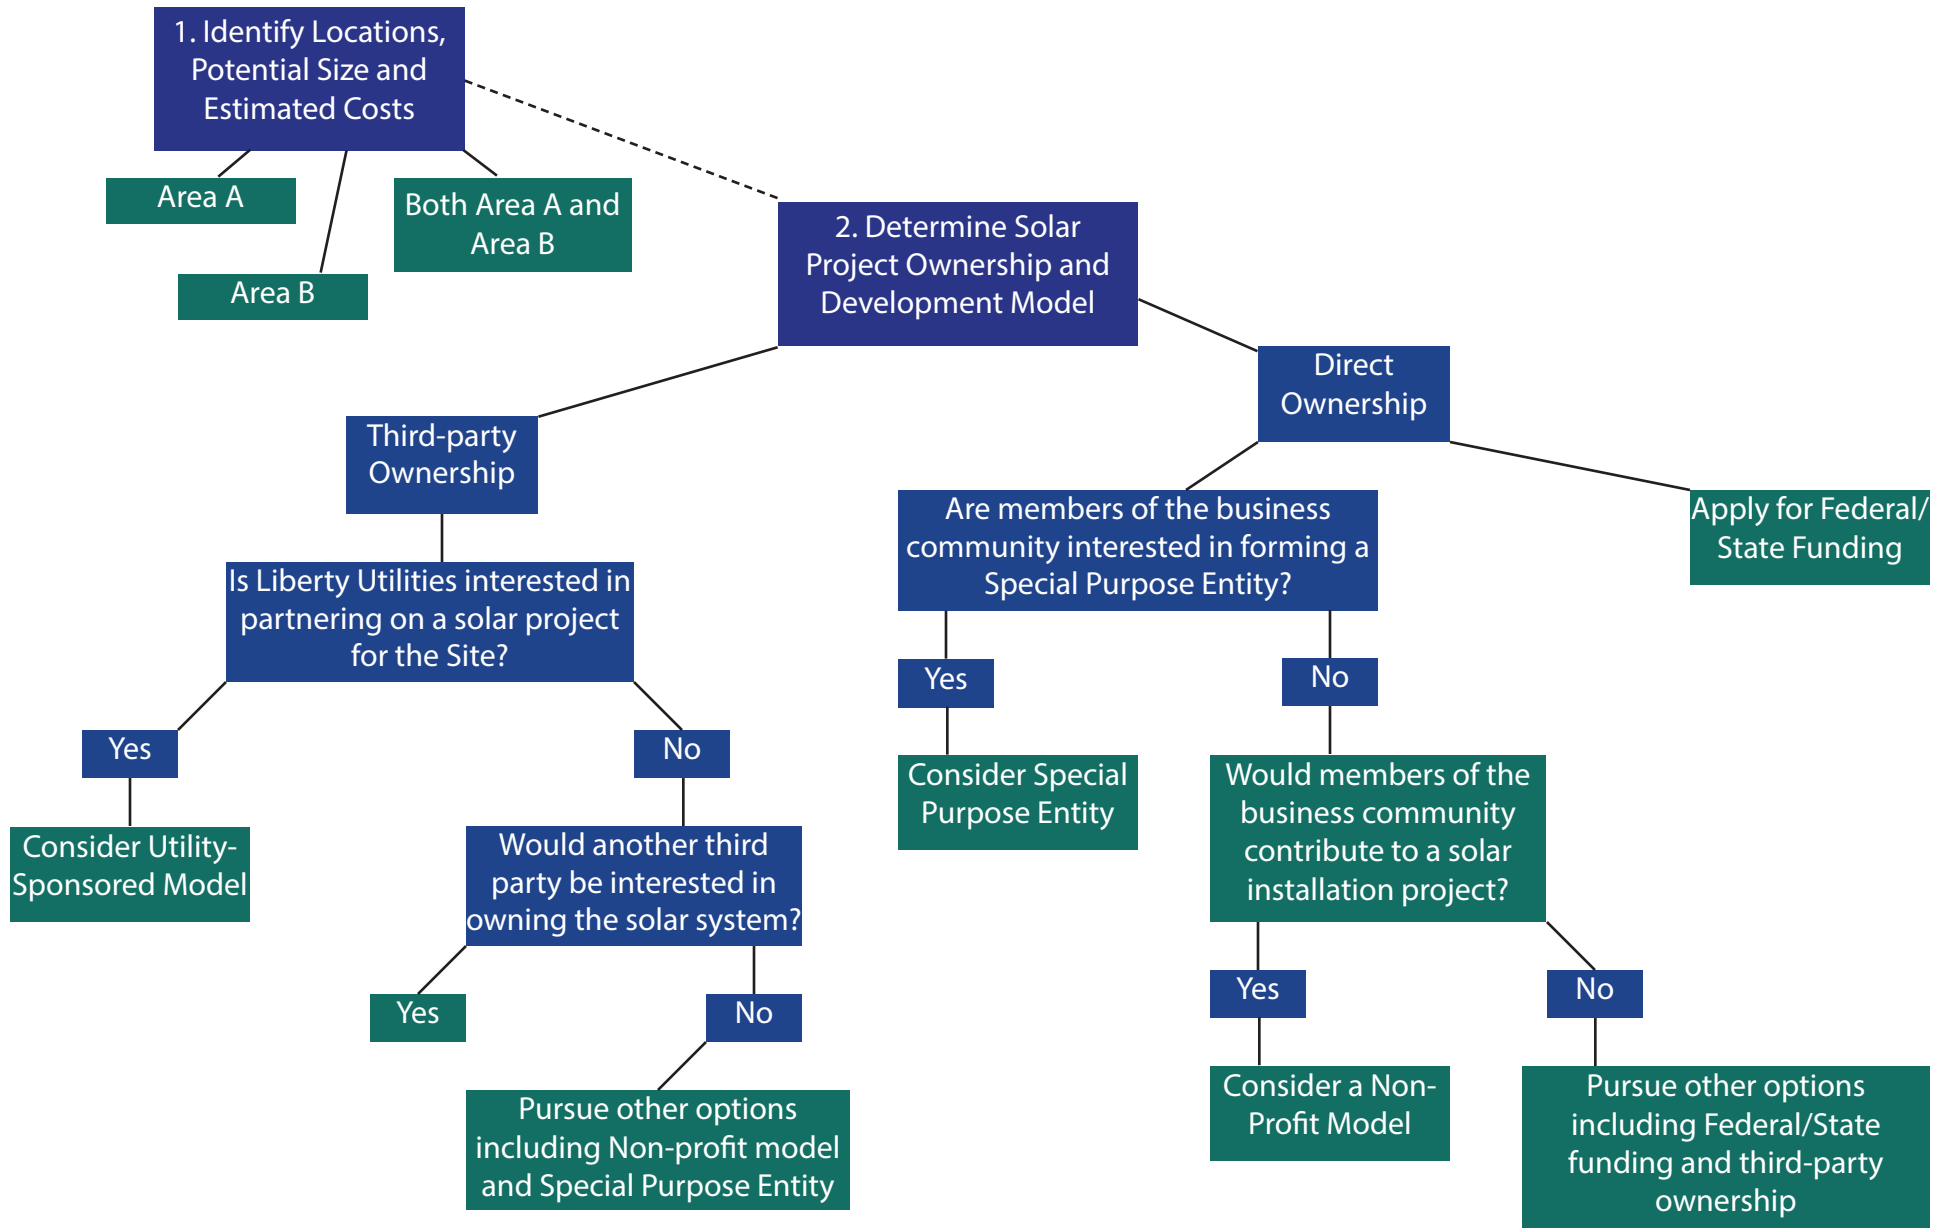 1. Identify Locations,
Potential Size and
Estimated Costs
Area A
Both Area A and
Area B
Area B
2. Determine Solar
Project Ownership and
Development Model
Third-party
Ownership
Is Liberty Utilities interested in
partnering on a solar project
for the Site?
Yes
No
Consider Utility-
Sponsored Model
Would another third
party be interested in
owning the solar system?
Yes
No
Pursue other options
including Non-profit model
and Special Purpose Entity
Direct
Ownership
Are members of the business
community interested in forming a
Special Purpose Entity?
Apply for Federal/
State Funding
Yes
No
Consider Special
Purpose Entity
Would members of the
business community
contribute to a solar
installation project?
Yes
No
Consider a Non-
Profit Model
Pursue other options
including Federal/State
funding and third-party
ownership